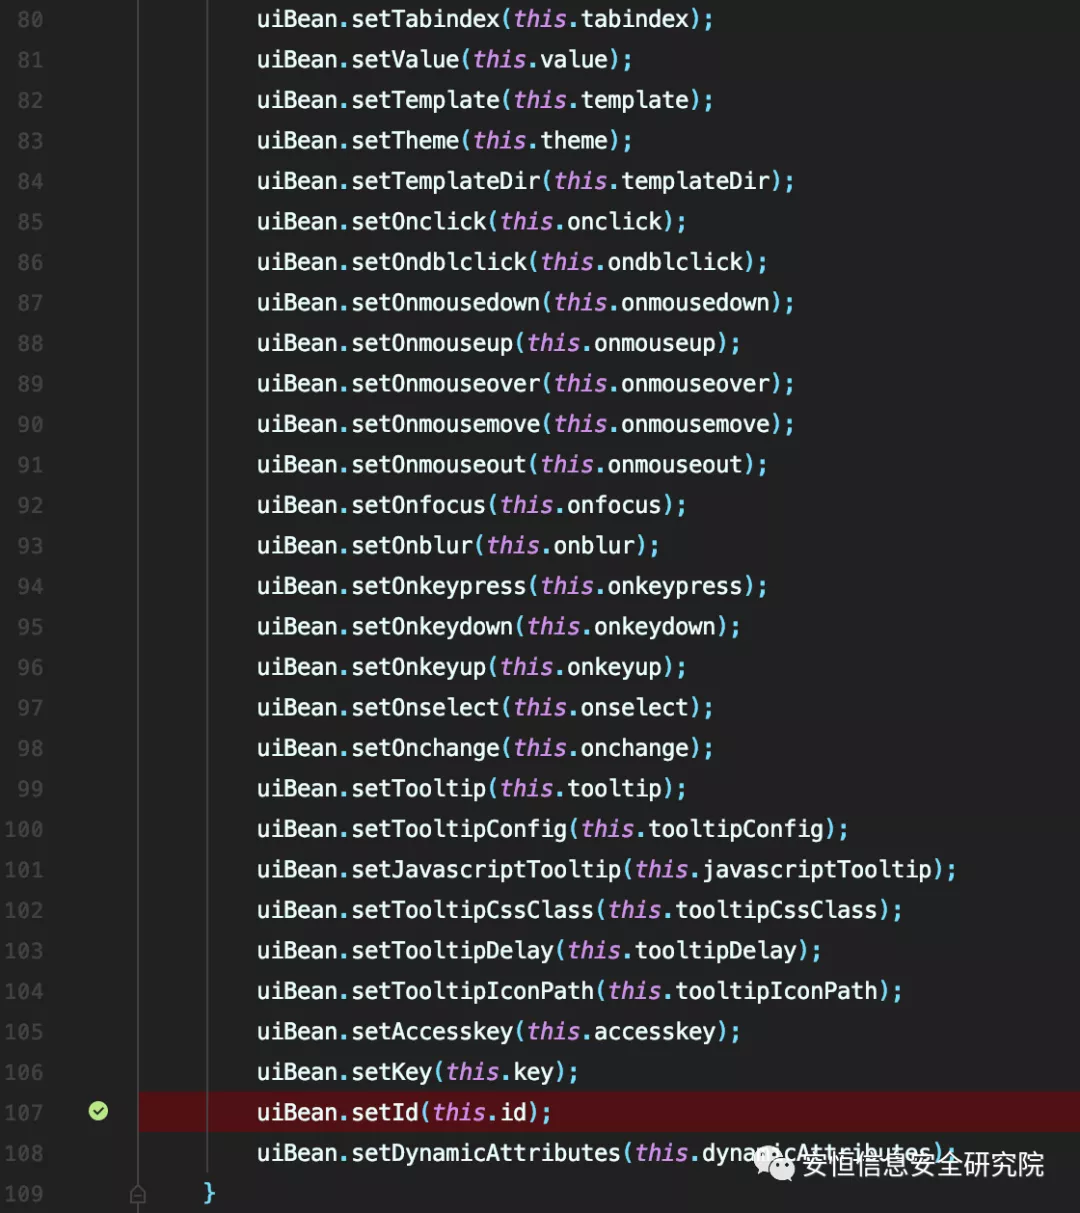 80 uiBean.setTabindex(this.tabindex);
81 uiBean.setValue(this.value);
82 uiBean.setTemplate(this.template);
83 uiBean.setTheme(this.theme);
84 uiBean.setTemplateDir(this.templateDir);
85 uiBean.setOnclick(this.onclick);
86 uiBean.setOndblclick(this.ondblclick);
87 uiBean.setOnmousedown(this.onmousedown);
88 uiBean.setOnmouseup(this.onmouseup);
89 uiBean.setOnmouseover(this.onmouseover);
90 uiBean.setOnmousemove(this.onmousemove);
91 uiBean.setOnmouseout(this.onmouseout);
92 uiBean.setOnfocus(this.onfocus);
93 uiBean.setOnblur(this.onblur);
94 uiBean.setOnkeypress(this.onkeypress);
95 uiBean.setOnkeydown(this.onkeydown);
96 uiBean.setOnkeyup(this.onkeyup);
97 uiBean.setOnselect(this.onselect);
98 uiBean.setOnchange(this.onchange);
99 uiBean.setTooltip(this.tooltip);
100 uiBean.setTooltipConfig(this.tooltipConfig);
101 uiBean.setJavascriptTooltip(this.javascriptTooltip);
102 uiBean.setTooltipCssClass(this.tooltipCssClass);
103 uiBean.setTooltipDelay(this.tooltipDelay);
104 uiBean.setTooltipIconPath(this.tooltipIconPath);
105 uiBean.setAccesskey(this.accesskey);
106 uiBean.setKey(this.key);
107 uiBean.setId(this.id);
108 uiBean.setDynamicAttributes(this.dynamicAttributes);
安恒信息安全研究院
109 }